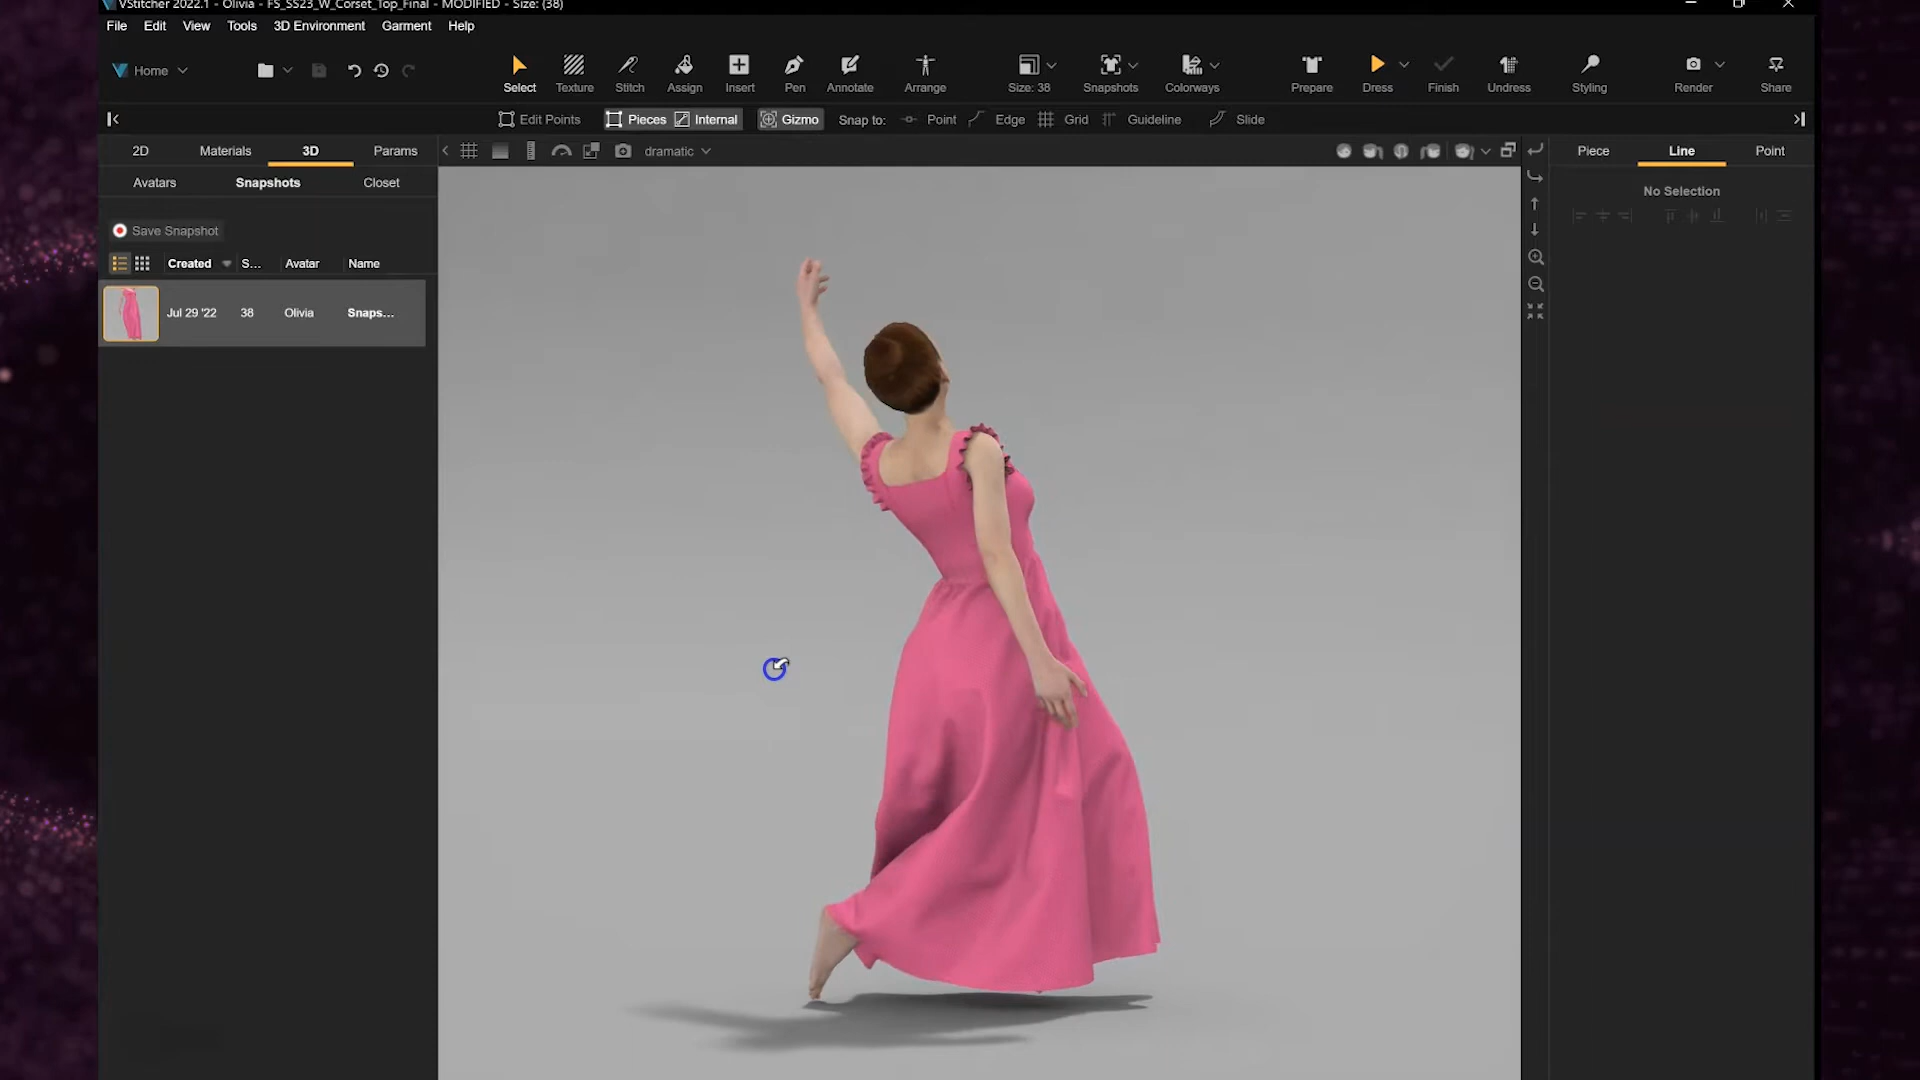 VStitcher 2022.1 - Olivia - FS_SS23_W_Corset_Top_Final - MODIFIED - Size: (38)
File Edit View Tools 3D Environment Garment Help
Home
Select Texture Stitch Assign Insert Pen Annotate Arrange Size: 38 Snapshots Colorways Prepare Dress Finish Undress Styling Render Share
Edit Points Pieces Internal Gizmo Snap to: Point Edge Grid Guideline Slide
2D Materials 3D Params dramatic Piece Line Point
Avatars Snapshots Closet
No Selection
Save Snapshot
Created S... Avatar Name
Jul 29 '22 38 Olivia Snaps...